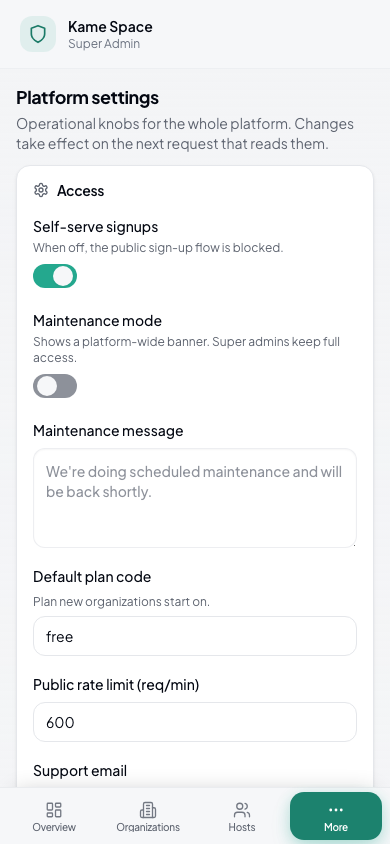 Kame Space
Super Admin
Platform settings
Operational knobs for the whole platform. Changes
take effect on the next request that reads them.
Access
Self-serve signups
When off, the public sign-up flow is blocked.
Maintenance mode
Shows a platform-wide banner. Super admins keep full
access.
Maintenance message
We're doing scheduled maintenance and will
be back shortly.
Default plan code
Plan new organizations start on.
free
Public rate limit (req/min)
600
Support email
Overview
Organizations
Hosts
More